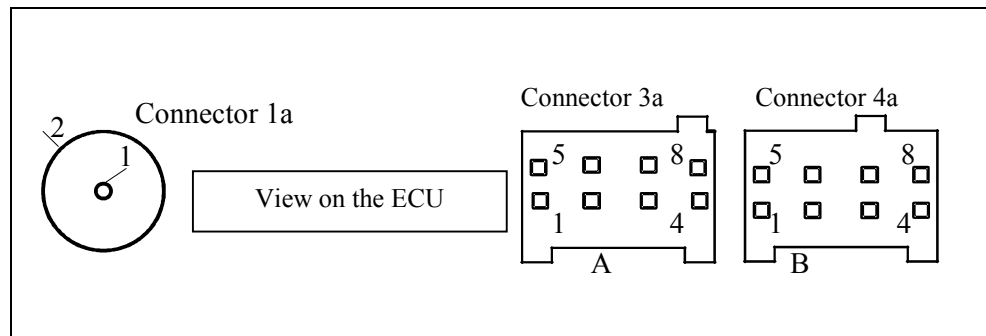 Connector 1a
2
1
View on the ECU
Connector 3a
5 8
1 4
A
Connector 4a
5 8
1 4
B